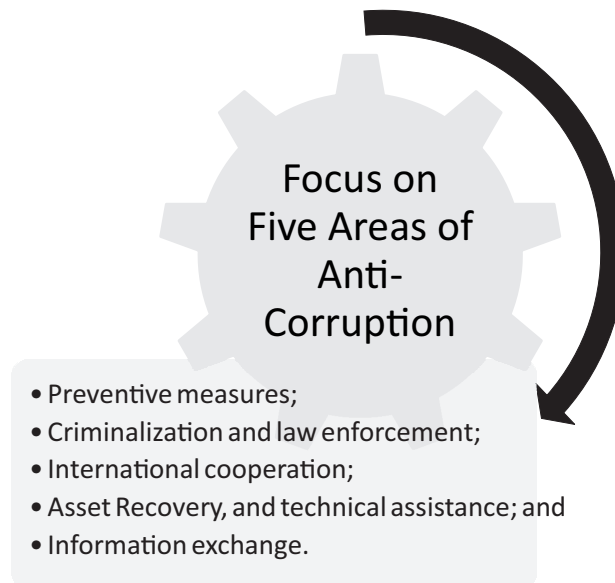 Focus on
Five Areas of
Anti-
Corruption
• Preventive measures;
• Criminalization and law enforcement;
• International cooperation;
• Asset Recovery, and technical assistance; and
• Information exchange.